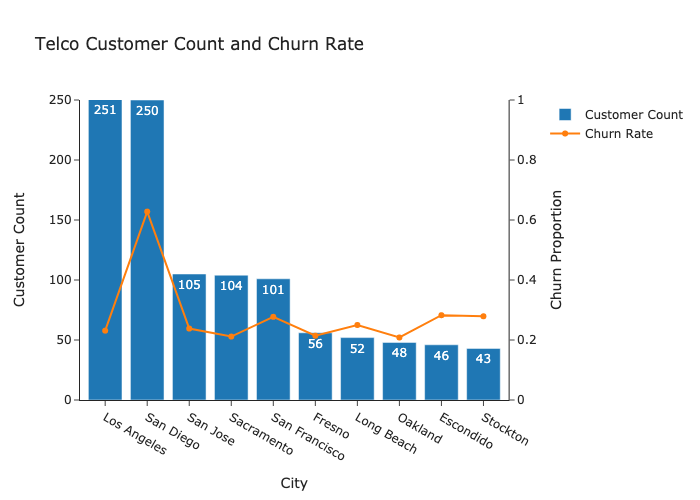 Telco Customer Count and Churn Rate
Customer Count
250
200
150
100
50
0
251
250
105
104
101
56
52
48
46
43
1
0.8
0.6
0.4
0.2
0
Churn Proportion
Customer Count
Churn Rate
Los Angeles
San Diego
San Jose
Sacramento
San Francisco
Fresno
Long Beach
Oakland
Escondido
Stockton
City